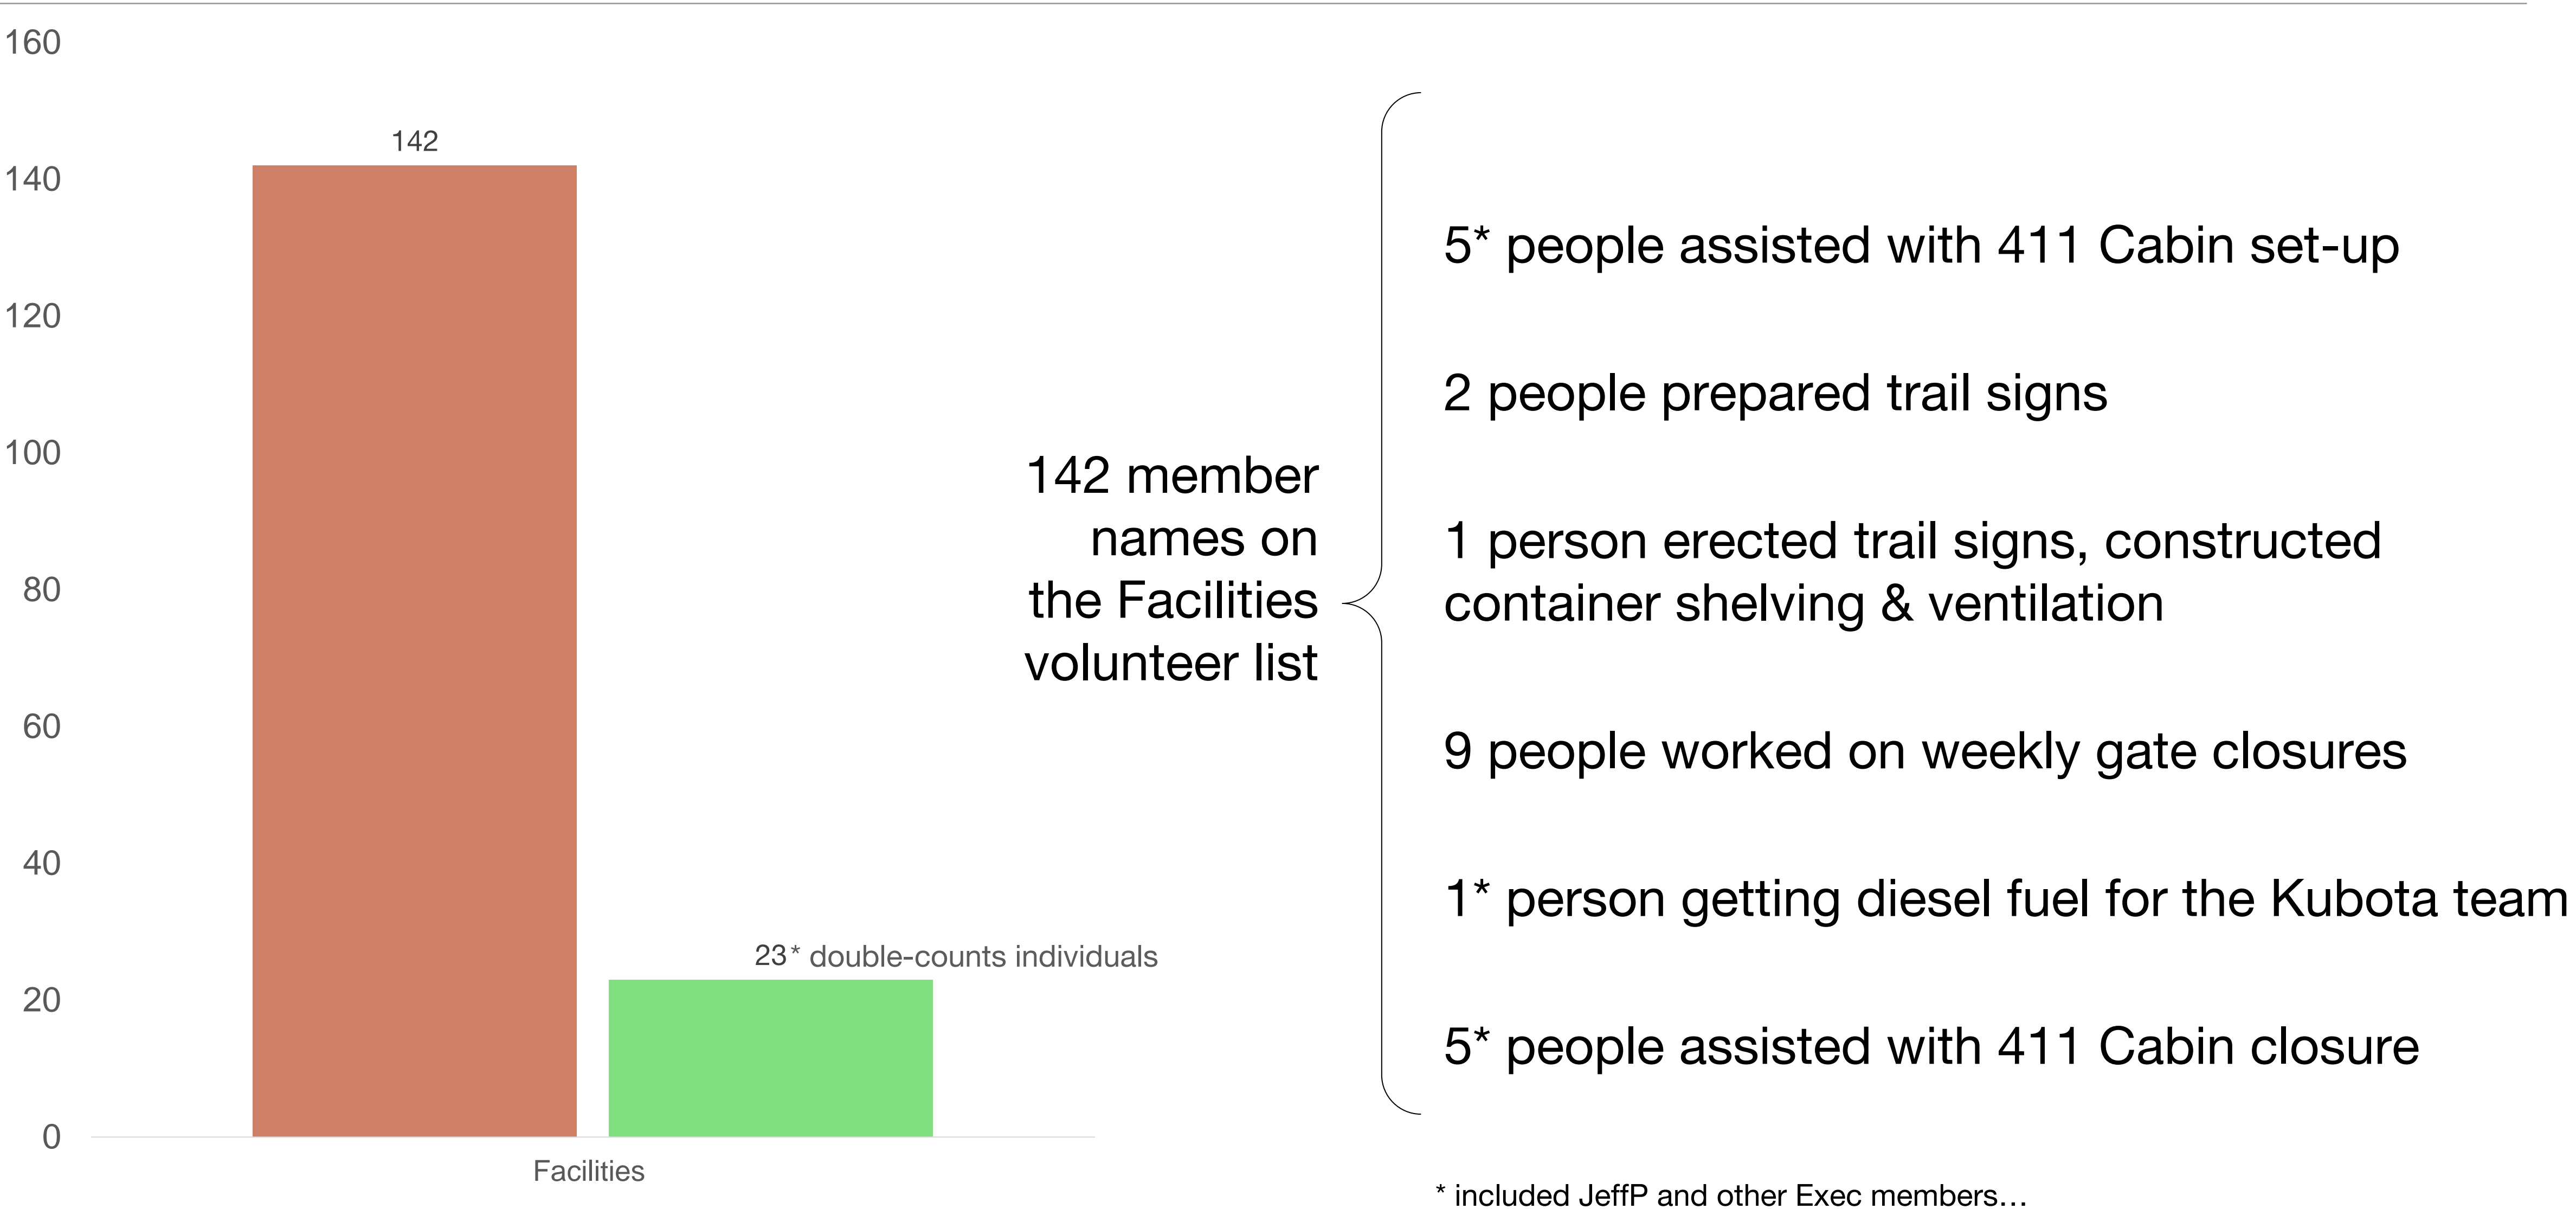 160
140
120
100
80
60
40
20
0
142
23* double-counts individuals
Facilities
142 member
names on
the Facilities
volunteer list
5* people assisted with 411 Cabin set-up
2 people prepared trail signs
1 person erected trail signs, constructed
container shelving & ventilation
9 people worked on weekly gate closures
1* person getting diesel fuel for the Kubota team
5* people assisted with 411 Cabin closure
* included JeffP and other Exec members…